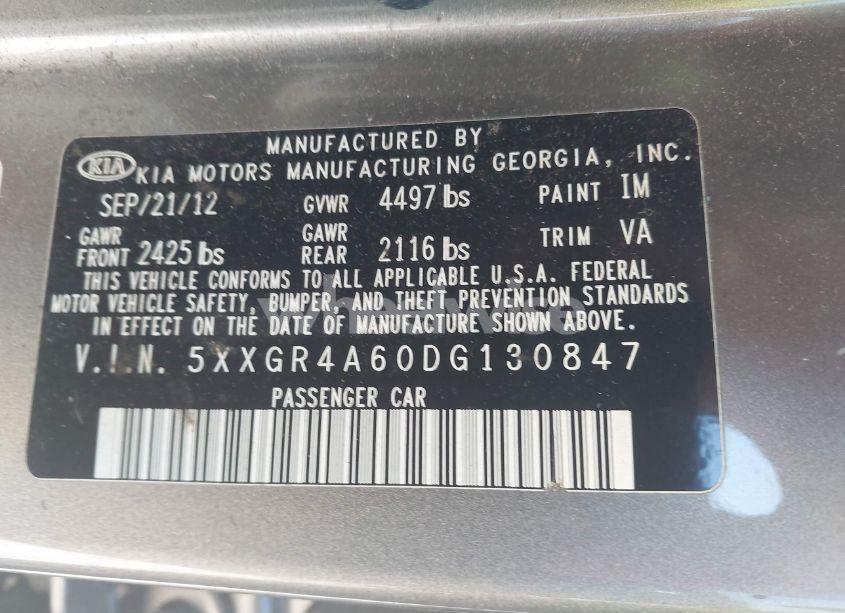 MANUFACTURED BY
KIA KIA MOTORS MANUFACTURING GEORGIA, INC.
SEP/21/12 GVWR 4497 lbs PAINT IM
GAWR FRONT 2425 lbs GAWR REAR 2116 lbs TRIM VA
THIS VEHICLE CONFORMS TO ALL APPLICABLE U.S.A. FEDERAL
MOTOR VEHICLE SAFETY, BUMPER, AND THEFT PREVENTION STANDARDS
IN EFFECT ON THE DATE OF MANUFACTURE SHOWN ABOVE.
V.I.N. 5XXGR4A60DG130847
PASSENGER CAR